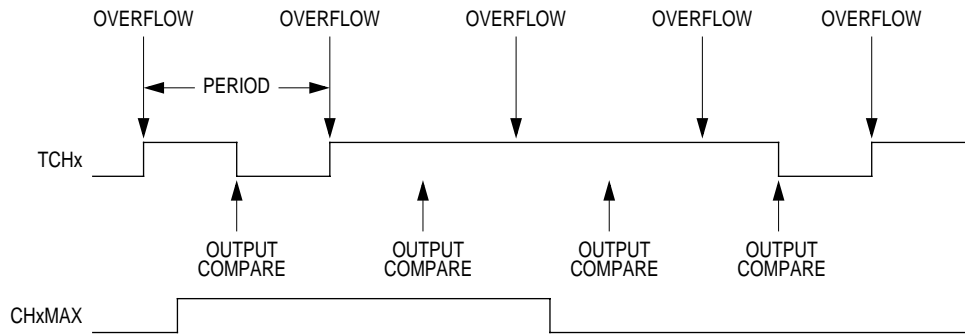 OVERFLOW OVERFLOW OVERFLOW OVERFLOW OVERFLOW
PERIOD
TCHx
OUTPUT COMPARE
OUTPUT COMPARE
OUTPUT COMPARE
OUTPUT COMPARE
CHxMAX